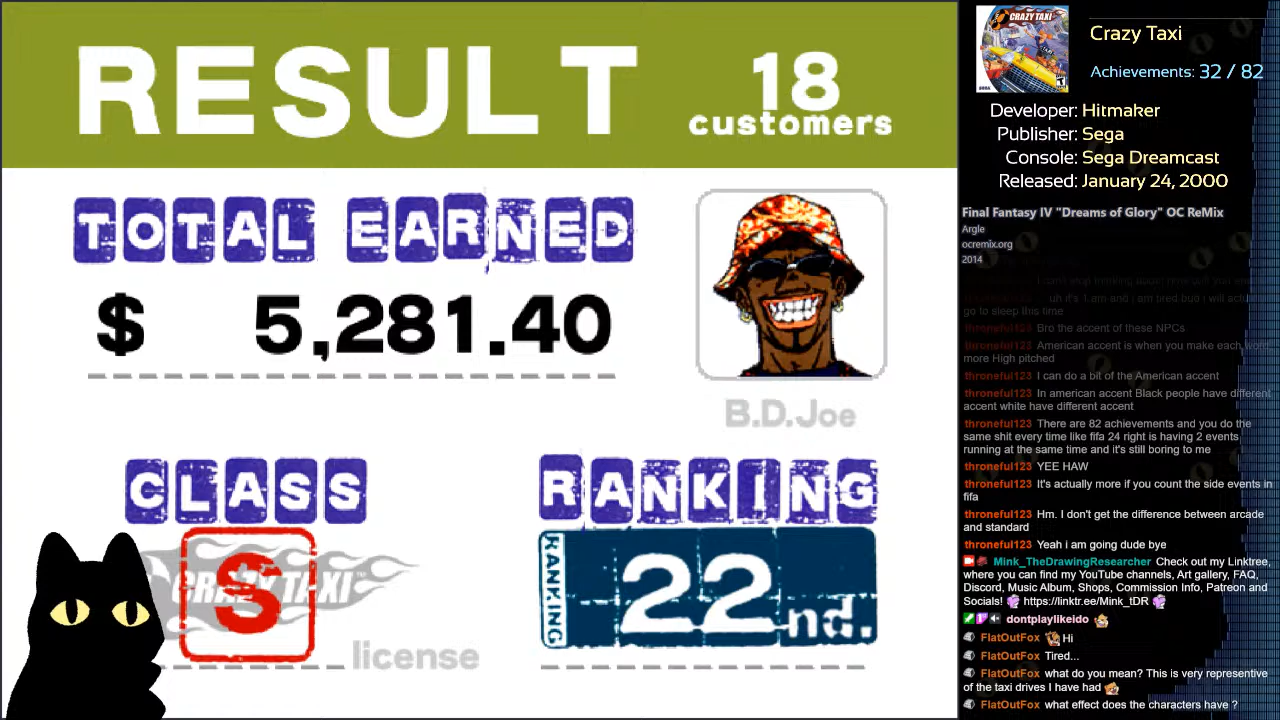 RESULT
18
customers
TOTAL EARNED
$ 5,281.40
B.D.Joe
CLASS
S
CRAZY TAXI
license
RANKING
RANKING
22nd.
CRAZY TAXI
Crazy Taxi
Achievements: 32 / 82
Developer: Hitmaker
Publisher: Sega
Console: Sega Dreamcast
Released: January 24, 2000
Final Fantasy IV "Dreams of Glory" OC ReMix
Argle
ocremix.org
2014
go to sleep this time
throneful123 Bro the accent of these NPCs
throneful123 American accent is when you make each word
more High pitched
throneful123 I can do a bit of the American accent
throneful123 In american accent Black people have different
accent white have different accent
throneful123 There are 82 achievements and you do the
same shit every time like fifa 24 right is having 2 events
running at the same time and it's still boring to me
throneful123 YEE HAW
throneful123 It's actually more if you count the side events in
fifa
throneful123 Hm. I don't get the difference between arcade
and standard
throneful123 Yeah i am going dude bye
Mink_TheDrawingResearcher Check out my Linktree,
where you can find my YouTube channels, Art gallery, FAQ,
Discord, Music Album, Shops, Commission Info, Patreon and
Socials! https://linktr.ee/Mink_tDR
dontplaylikeido
FlatOutFox Hi
FlatOutFox Tired...
FlatOutFox what do you mean? This is very representive
of the taxi drives I have had
FlatOutFox what effect does the characters have ?